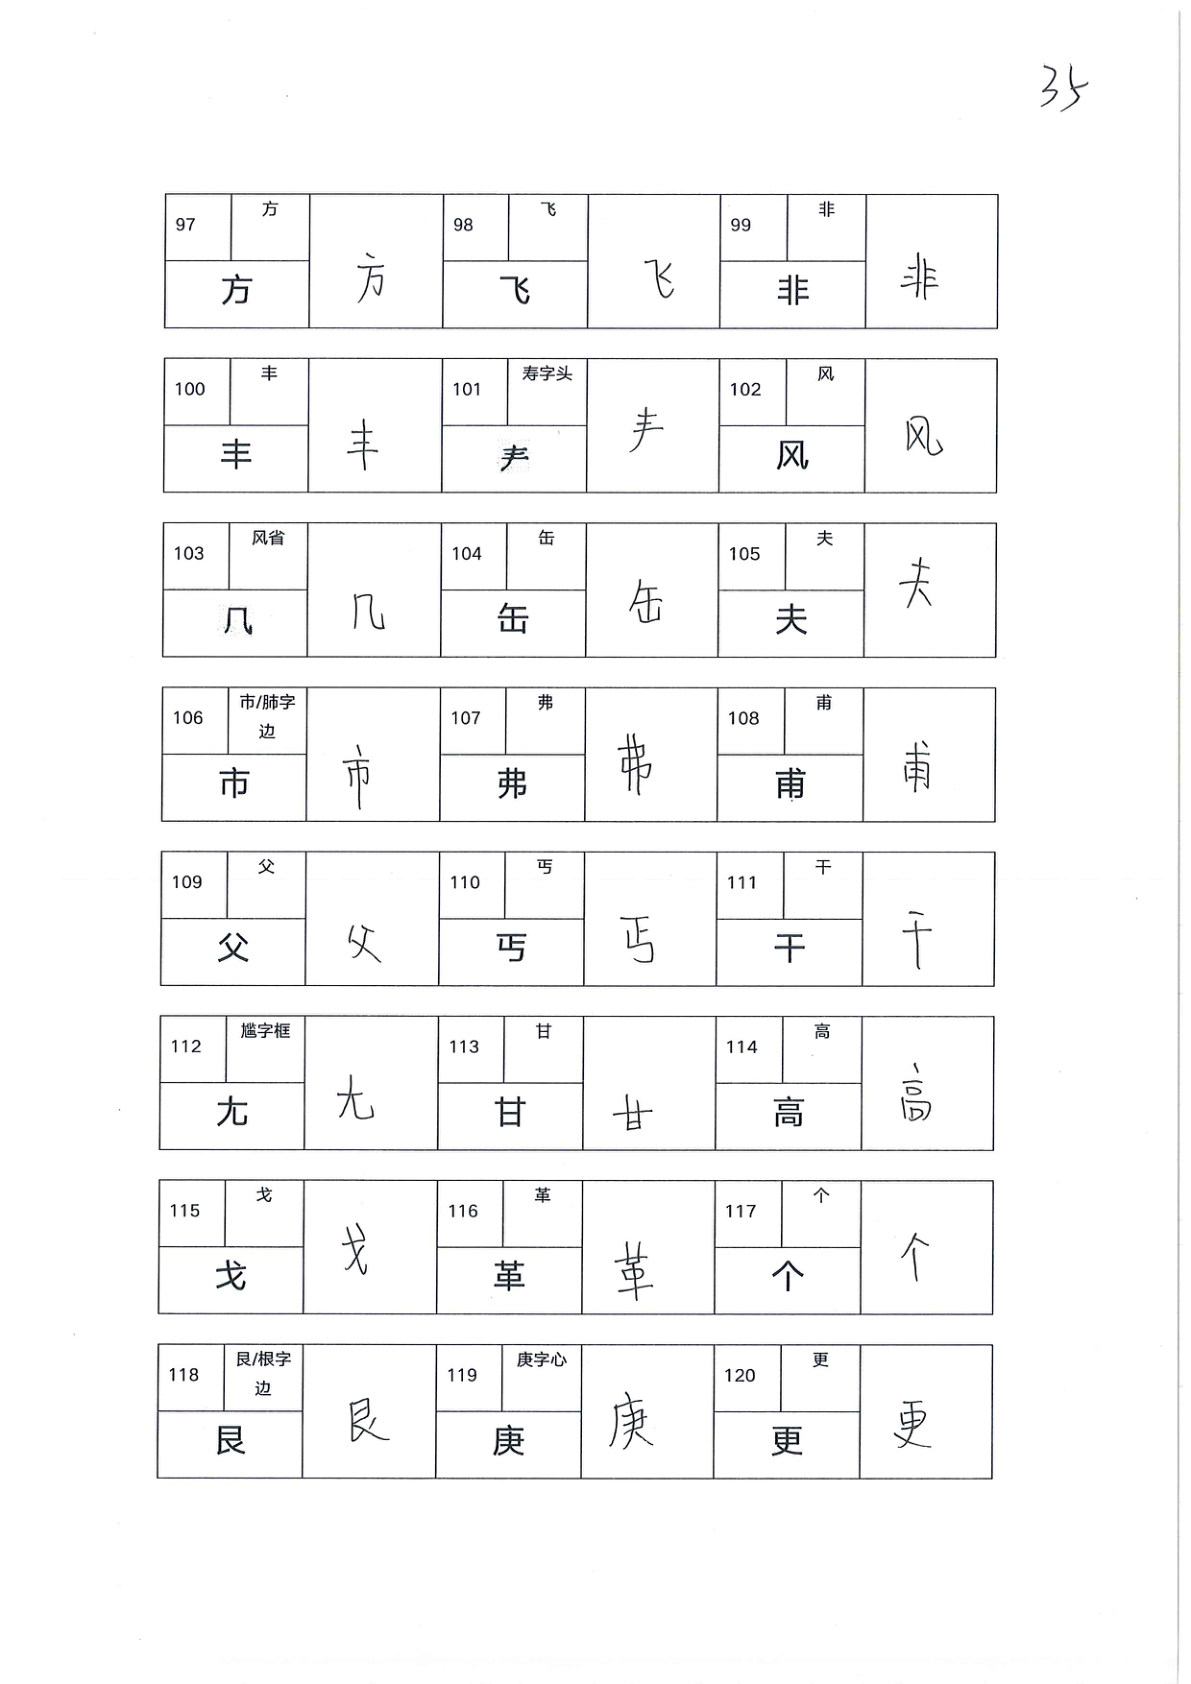 35
97 方 方 方 98 飞 飞 飞 99 非 非 非
100 丰 丰 丰 101 寿字头 龵 龵 102 风 风 风
103 风省 几 几 104 缶 缶 缶 105 夫 夫 夫
106 市/肺字边 市 市 107 弗 弗 弗 108 甫 甫 甫
109 父 父 父 110 丐 丐 丐 111 干 干 干
112 尴字框 尢 尢 113 甘 甘 甘 114 高 高 高
115 戈 戈 戈 116 革 革 革 117 个 个 个
118 艮/根字边 艮 艮 119 庚字心 庚 庚 120 更 更 更